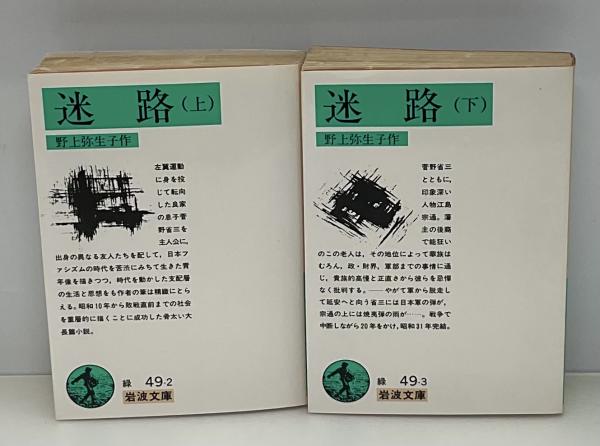 迷路(上)
野上弥生子作
左翼運動
に身を投
じて転向
した良家
の息子菅
野省三を
主人公に,
出身の異なる友人たちを配して,日本フ
ァシズムの時代を苦渋にみちて生きた青
年像を描きつつ,時代を動かした支配層
の生活と思想をも作者の筆は精緻にとら
える。昭和10年から敗戦直前までの社会
を重層的に描くことに成功した骨太い大
長篇小説。
緑 49-2
岩波文庫
迷路(下)
野上弥生子作
菅野省三
とともに,
印象深い
人物江島
宗通。藩
主の後裔
で能狂い
のこの老人は,その地位によって華族は
むろん,政・財界,軍部までの事情に通
じ,貴族的高慢と正直さから彼らを忌憚
なく批判する。――やがて軍から脱走し
て延安へと向う省三には日本軍の弾が,
宗通の上には焼夷弾の雨が……。戦争で
中断しながら20年をかけ,昭和31年完結。
緑 49-3
岩波文庫